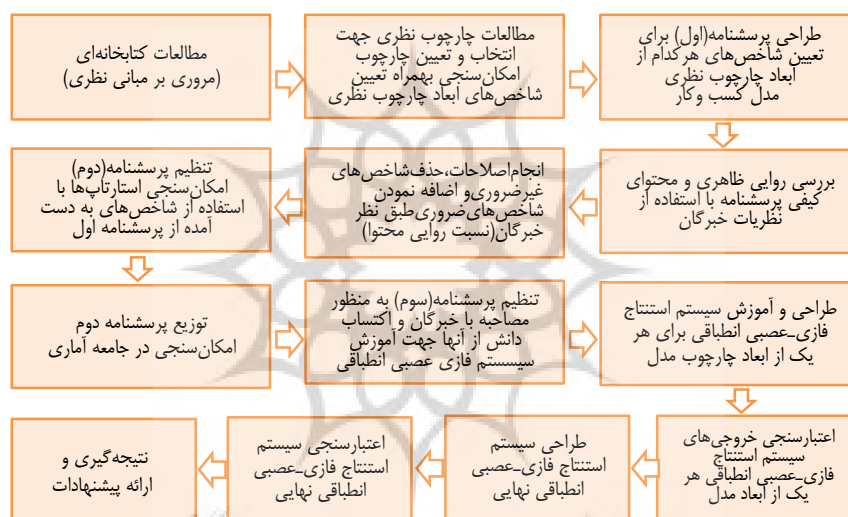 مطالعات کتابخانه‌ای
(مروری بر مبانی نظری)
مطالعات چارچوب نظری جهت
انتخاب و تعیین چارچوب
امکان‌سنجی بهمراه تعیین
شاخص‌های ابعاد چارچوب نظری
طراحی پرسشنامه(اول) برای
تعیین شاخص‌های هرکدام از
ابعاد چارچوب نظری
مدل کسب وکار
بررسی روایی ظاهری و محتوای
کیفی پرسشنامه با استفاده از
نظریات خبرگان
انجام‌اصلاحات،حذف‌شاخص‌های
غیرضروری‌و اضافه نمودن
شاخص‌های‌ضروری‌طبق نظر
خبرگان(نسبت روایی محتوا)
تنظیم پرسشنامه(دوم)
امکان‌سنجی استارتاپ‌ها با
استفاده از شاخص‌های به دست
آمده از پرسشنامه اول
توزیع پرسشنامه دوم
امکان‌سنجی در جامعه آماری
تنظیم پرسشنامه(سوم) به منظور
مصاحبه با خبرگان و اکتساب
دانش از آنها جهت آموزش
سیسستم فازی عصبی انطباقی
طراحی و آموزش سیستم استنتاج
فازی-عصبی انطباقی برای هر
یک از ابعاد چارچوب مدل
اعتبارسنجی خروجی‌های
سیستم استنتاج
فازی-عصبی انطباقی هر
یک از ابعاد مدل
طراحی سیستم
استنتاج فازی-عصبی
انطباقی نهایی
اعتبارسنجی سیستم
استنتاج فازی-عصبی
انطباقی نهایی
نتیجه‌گیری و
ارائه پیشنهادات